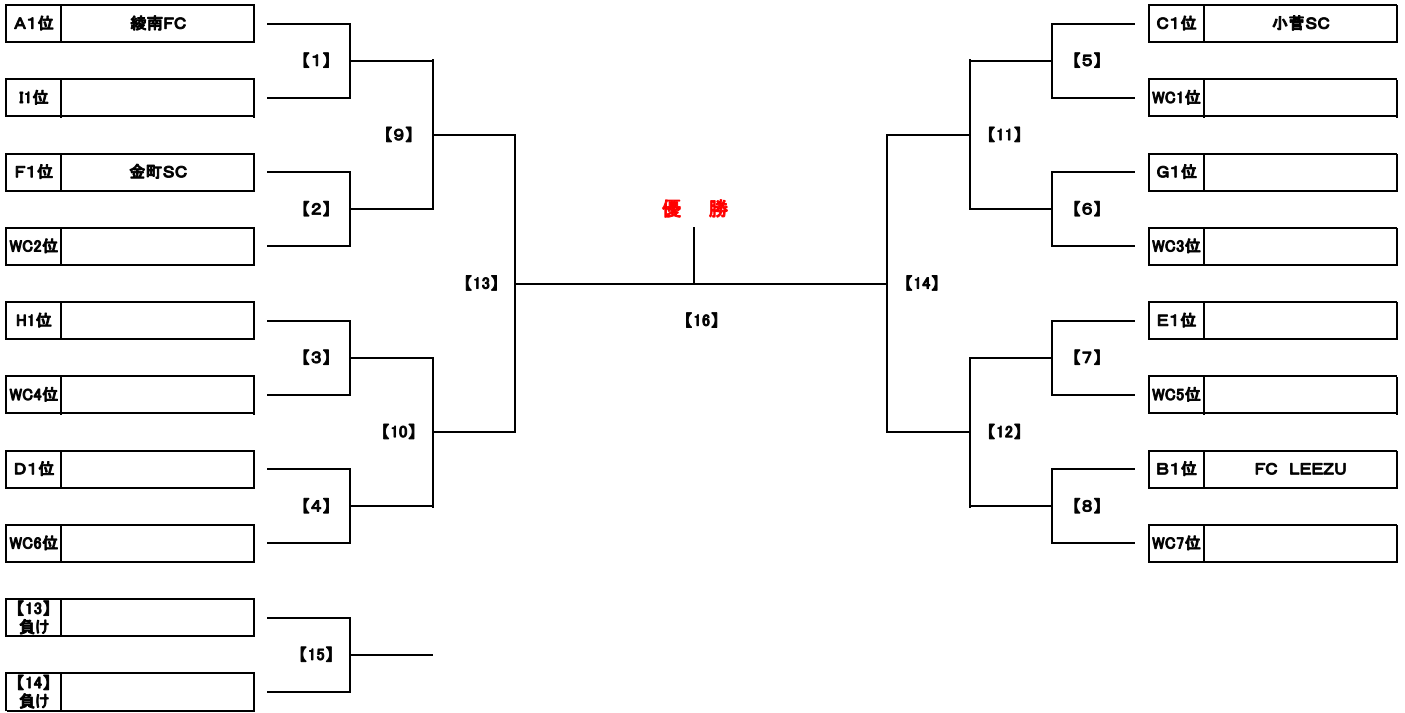 A1位 綾南FC
【1】
I1位
【9】
F1位 金町SC
【2】
WC2位
【13】
H1位
【3】
WC4位
【10】
D1位
【4】
WC6位
優 勝
【16】
C1位 小菅SC
【5】
WC1位
【11】
G1位
【6】
WC3位
【14】
E1位
【7】
WC5位
【12】
B1位 FC LEEZU
【8】
WC7位
【13】
負け
【15】
【14】
負け